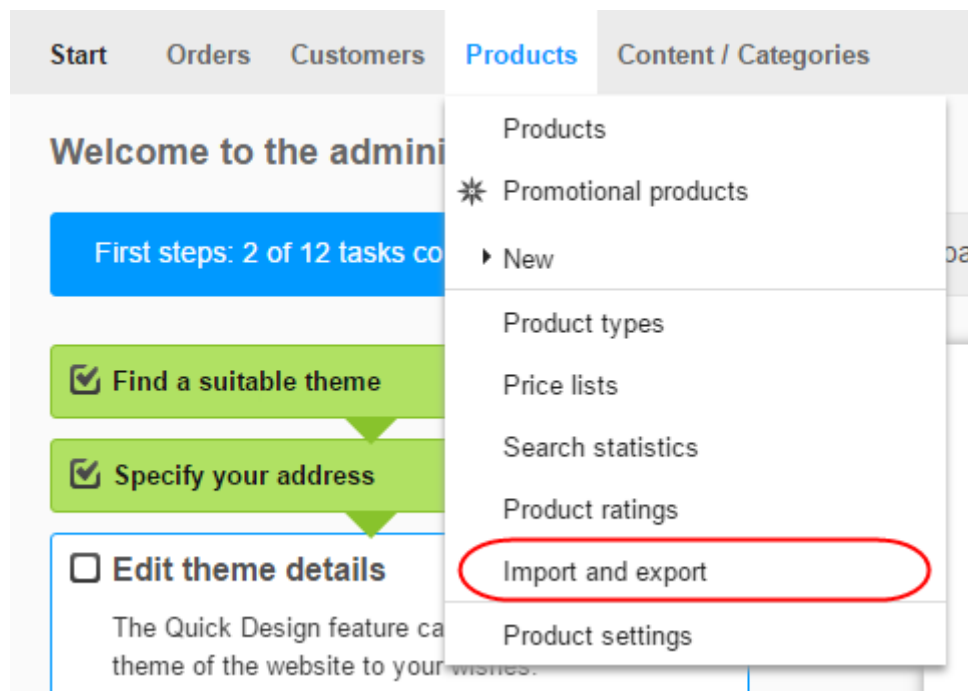 Start Orders Customers Products Content / Categories
Products
Welcome to the admini
Promotional products
First steps: 2 of 12 tasks co
New
Product types
Find a suitable theme
Price lists
Search statistics
Specify your address
Product ratings
Edit theme details
Import and export
The Quick Design feature ca
Product settings
theme of the website to your wishes.